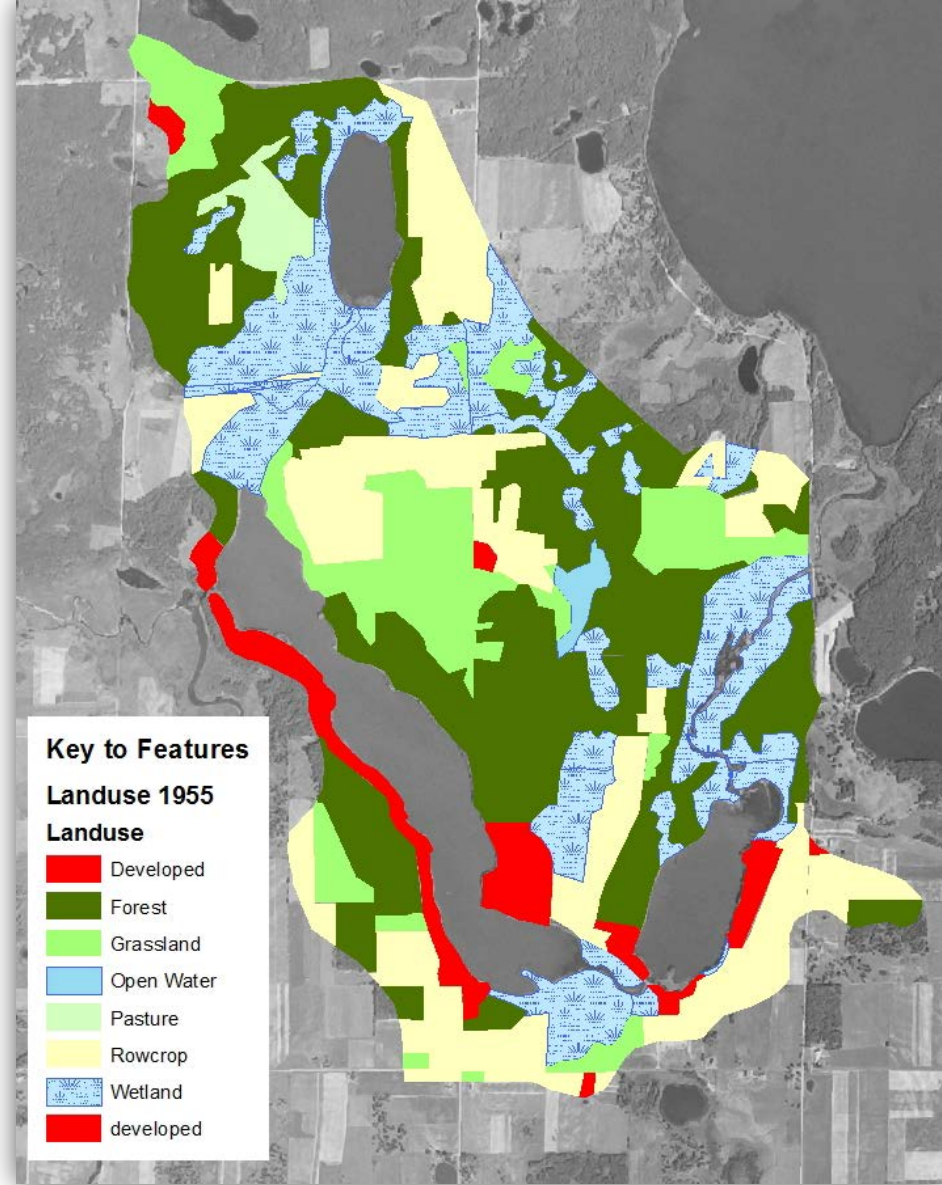 Key to Features
Landuse 1955
Landuse
Developed
Forest
Grassland
Open Water
Pasture
Rowcrop
Wetland
developed